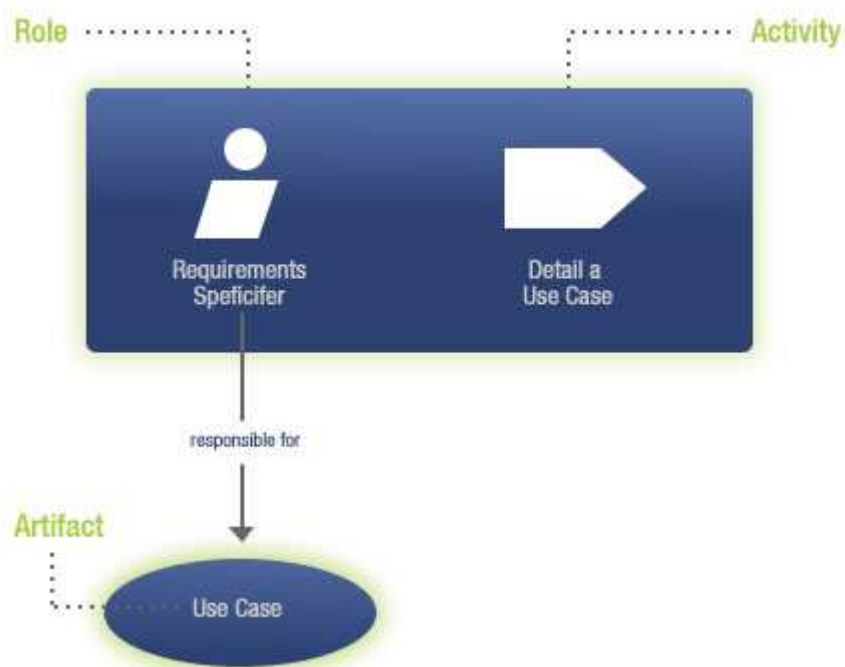 Role
Activity
Requirements
Speficifer
Detail a
Use Case
responsible for
Artifact
Use Case